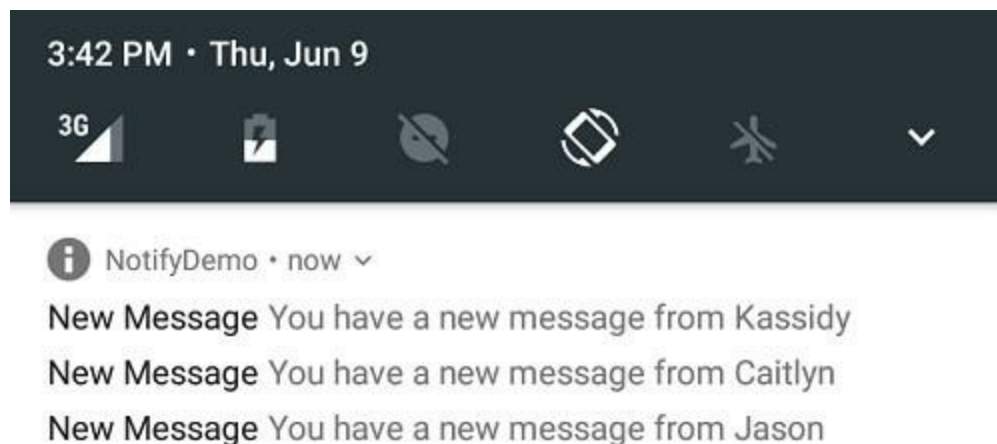 3:42 PM • Thu, Jun 9
3G
NotifyDemo • now
New Message You have a new message from Kassidy
New Message You have a new message from Caitlyn
New Message You have a new message from Jason